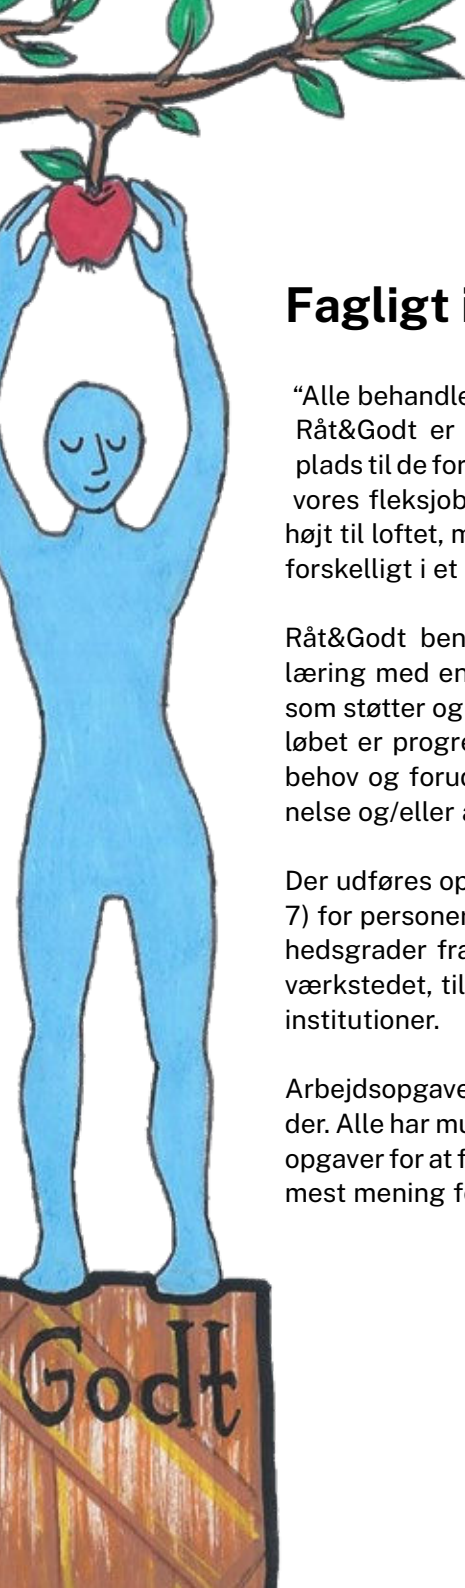 Fagligt i
“Alle behandle
Råt&Godt er
plads til de for
vores fleksjob
højt til loftet, m
forskelligt i et
Råt&Godt ben
læring med en
som støtter og
løbet er progre
behov og foru
nelse og/eller a
Der udføres op
7) for personer
hedsgrader fra
værkstedet, til
institutioner.
Arbejdsopgave
der. Alle har mu
opgaver for at f
mest mening fo
Godt